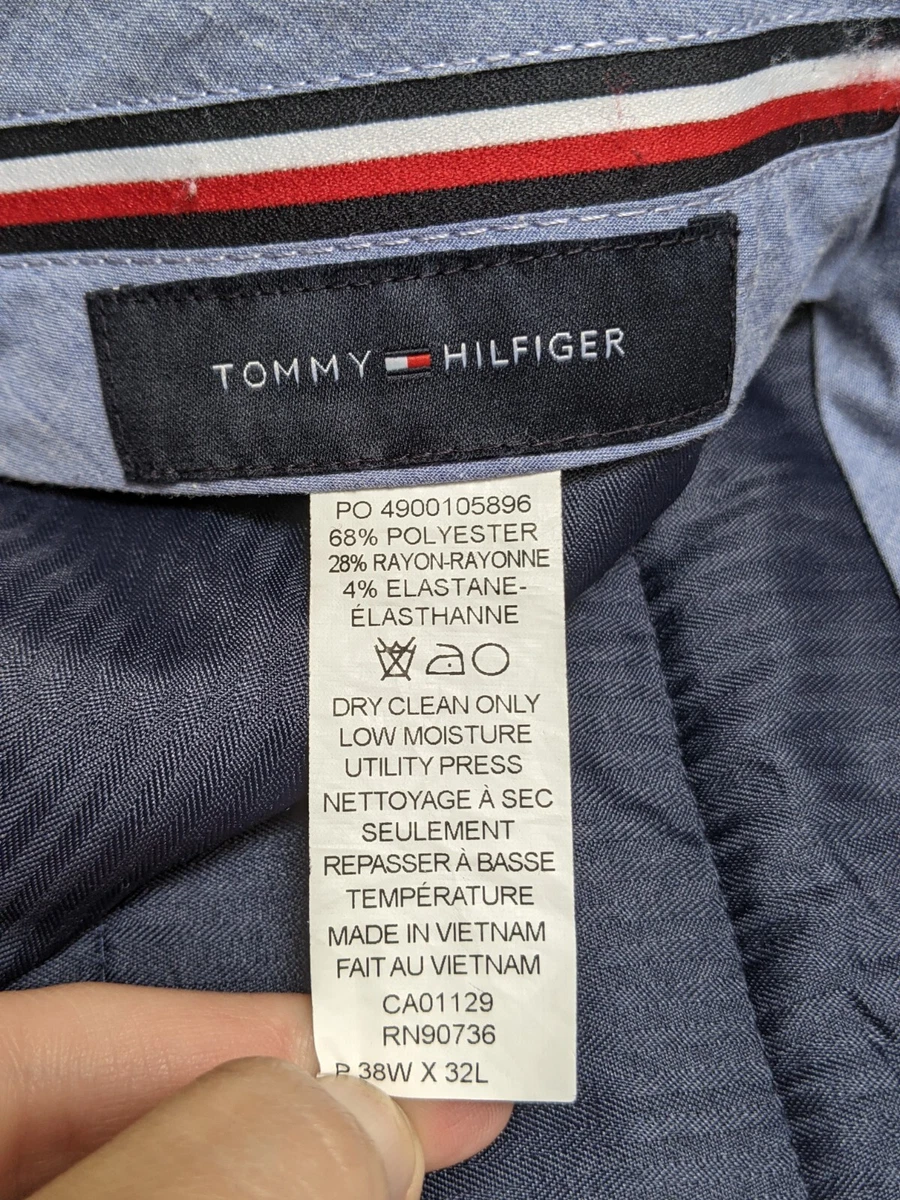 TOMMY HILFIGER
PO 4900105896
68% POLYESTER
28% RAYON-RAYONNE
4% ELASTANE-
ÉLASTHANNE
DRY CLEAN ONLY
LOW MOISTURE
UTILITY PRESS
NETTOYAGE À SEC
SEULEMENT
REPASSER À BASSE
TEMPÉRATURE
MADE IN VIETNAM
FAIT AU VIETNAM
CA01129
RN90736
38W X 32L